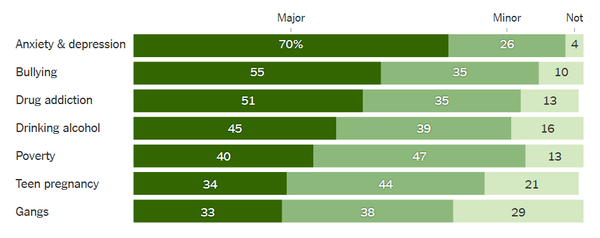 Major Minor Not
Anxiety & depression 70% 26 4
Bullying 55 35 10
Drug addiction 51 35 13
Drinking alcohol 45 39 16
Poverty 40 47 13
Teen pregnancy 34 44 21
Gangs 33 38 29